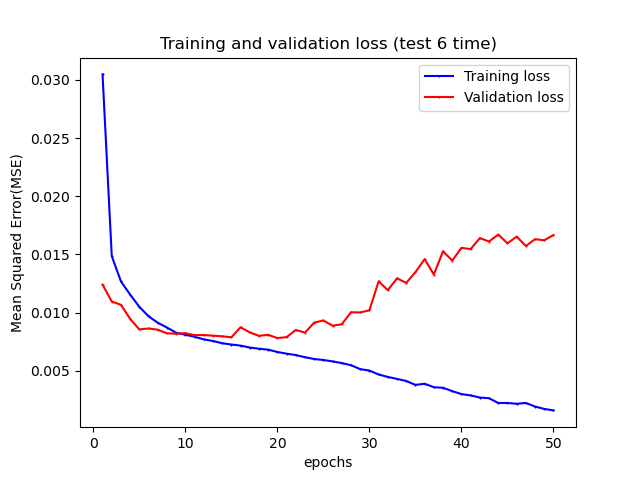 Training and validation loss (test 6 time)
Training loss
Validation loss
0.030
0.025
0.020
0.015
0.010
0.005
Mean Squared Error(MSE)
0 10 20 30 40 50
epochs